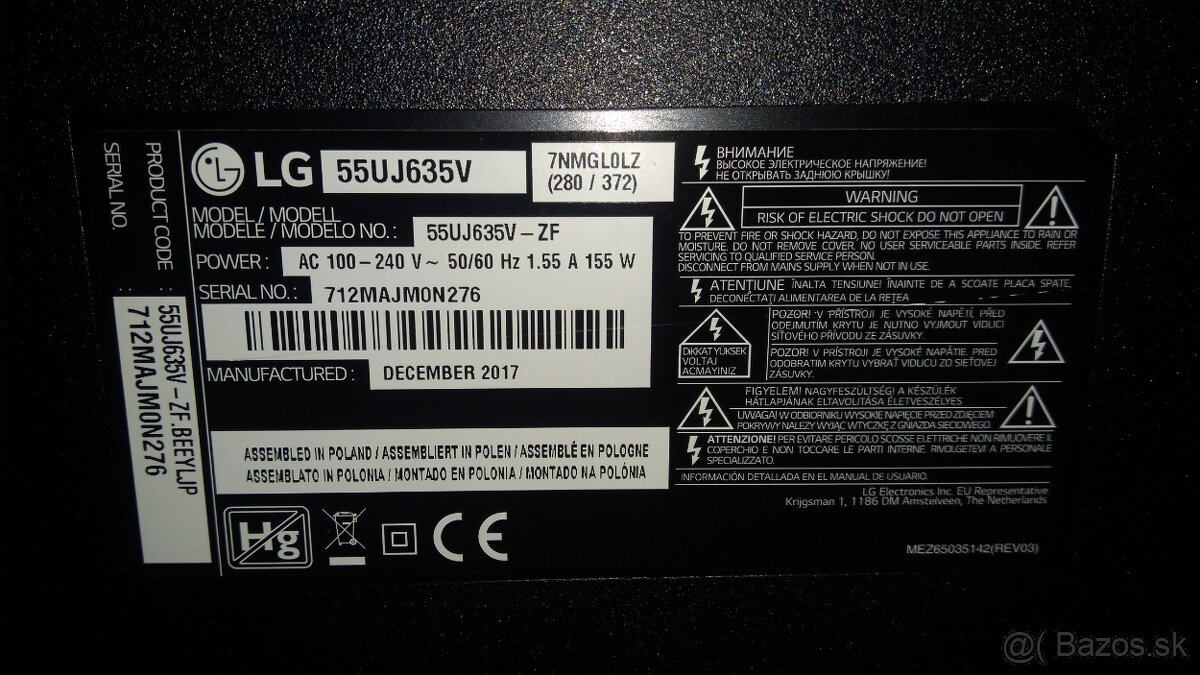 PRODUCT CODE : 55UJ635V-ZF.BEEYLJP
SERIAL NO. : 712MAJM0N276
LG 55UJ635V
7NMGL0LZ
(280 / 372)
MODEL / MODELL
MODÈLE / MODELO NO. : 55UJ635V-ZF
POWER : AC 100-240 V~ 50/60 Hz 1.55 A 155 W
SERIAL NO. : 712MAJM0N276
MANUFACTURED : DECEMBER 2017
ASSEMBLED IN POLAND / ASSEMBLIERT IN POLEN / ASSEMBLÉ EN POLOGNE
ASSEMBLATO IN POLONIA / MONTADO EN POLONIA / MONTADO NA POLÓNIA
Hg
CE
ВНИМАНИЕ
ВЫСОКОЕ ЭЛЕКТРИЧЕСКОЕ НАПРЯЖЕНИЕ!
НЕ ОТКРЫВАТЬ ЗАДНЮЮ КРЫШКУ!
WARNING
RISK OF ELECTRIC SHOCK DO NOT OPEN
TO PREVENT FIRE OR SHOCK HAZARD, DO NOT EXPOSE THIS APPLIANCE TO RAIN OR
MOISTURE. DO NOT REMOVE COVER. NO USER SERVICEABLE PARTS INSIDE. REFER
SERVICING TO QUALIFIED SERVICE PERSON.
DISCONNECT FROM MAINS SUPPLY WHEN NOT IN USE.
ATENȚIUNE ÎNALTA TENSIUNE! ÎNAINTE DE A SCOATE PLACA SPATE,
DECONECTAȚI ALIMENTAREA DE LA REȚEA
DIKKAT YÜKSEK
VOLTAJ
AÇMAYINIZ
POZOR! V PŘÍSTROJI JE VYSOKÉ NAPĚTÍ, PŘED
ODEJMUTÍM KRYTU JE NUTNO VYJMOUT VIDLICI
SÍŤOVÉHO PŘÍVODU ZE ZÁSUVKY.
POZOR! V PRÍSTROJI JE VYSOKÉ NAPÄTIE. PRED
ODOBRATÍM KRYTU VYBRAŤ VIDLICU ZO SIEŤOVEJ
ZÁSUVKY.
FIGYELEM! NAGYFESZÜLTSÉG! A KÉSZÜLÉK
HÁTLAPJÁNAK ELTÁVOLÍTÁSA ÉLETVESZÉLYES
UWAGA! W ODBIORNIKU WYSOKIE NAPIĘCIE PRZED ZDJĘCIEM
POKRYWY NALEŻY WYJĄĆ WTYCZKĘ Z GNIAZDA SIECIOWEGO.
ATTENZIONE! PER EVITARE PERICOLO SCOSSE ELETTRICHE NON RIMUOVERE IL
COPERCHIO E NON TOCCARE LE PARTI INTERNE. RIVOLGETEVI A PERSONALE
SPECIALIZZATO.
INFORMACIÓN DETALLADA EN EL MANUAL DE USUARIO.
LG Electronics Inc. EU Representative
Krijgsman 1, 1186 DM Amstelveen, The Netherlands
MEZ65035142(REV03)
@( Bazos.sk